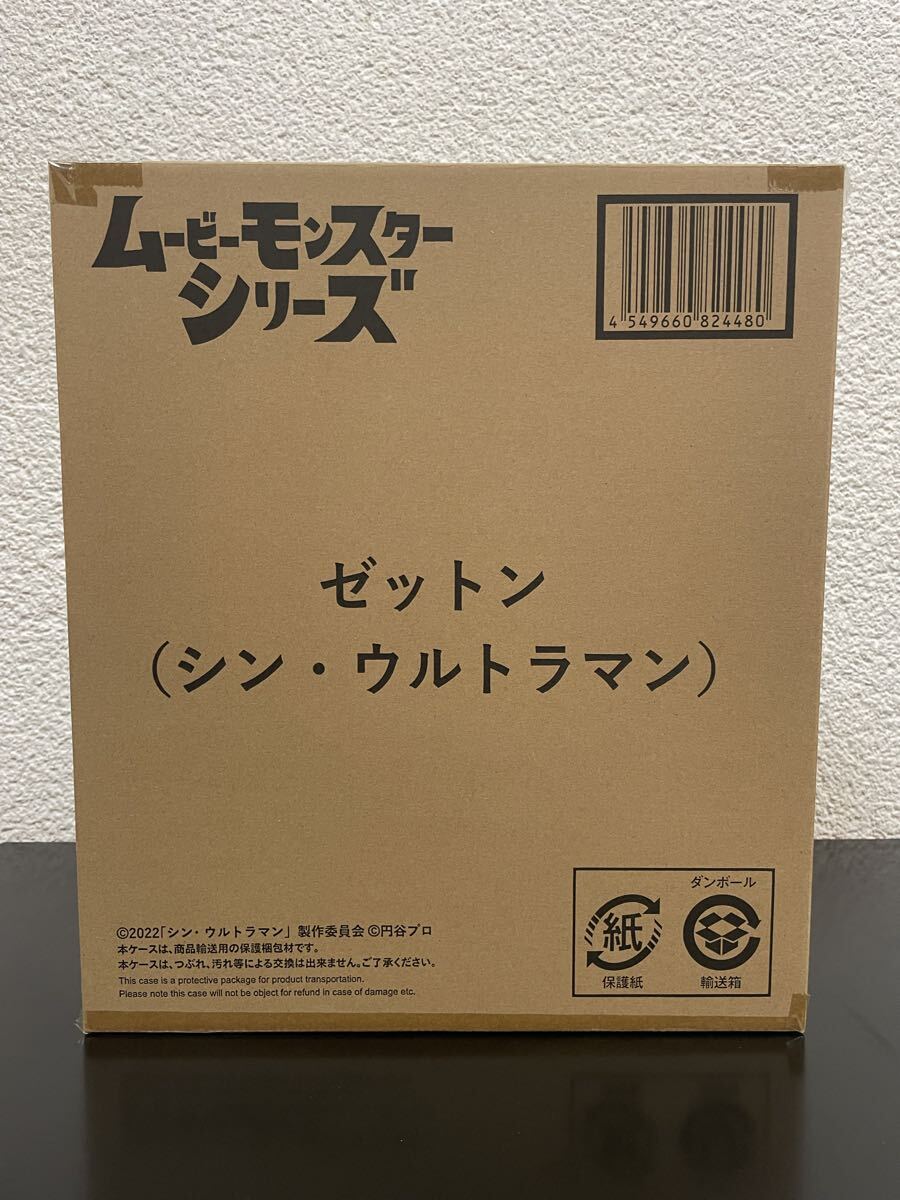 ムービーモンスター
シリーズ
4 549660 824480
ゼットン
（シン・ウルトラマン）
©2022「シン・ウルトラマン」製作委員会 ©円谷プロ
本ケースは、商品輸送用の保護梱包材です。
本ケースは、つぶれ、汚れ等による交換は出来ません。ご了承ください。
This case is a protective package for product transportation.
Please note this case will not be object for refund in case of damage etc.
ダンボール
紙
保護紙
輸送箱